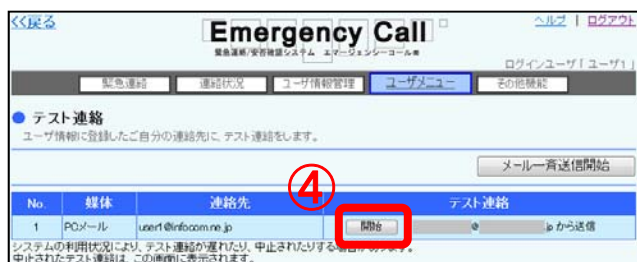 <<戻る
Emergency Call
ヘルプ | ログアウト
緊急連絡/安否確認システム エマージェンシーコール®
ログインユーザ「ユーザ1」
緊急連絡 連絡状況 ユーザ情報管理 ユーザメニュー その他機能
● テスト連絡
ユーザ情報に登録したご自分の連絡先に、テスト連絡をします。
メール一斉送信開始
④
No. 媒体 連絡先 テスト連絡
1 PCメール user1@infocom.ne.jp 開始 @ .jp から送信
システムの利用状況により、テスト連絡が遅れたり、中止されたりする場合があります。
中止されたテスト連絡は、この画面に表示されます。